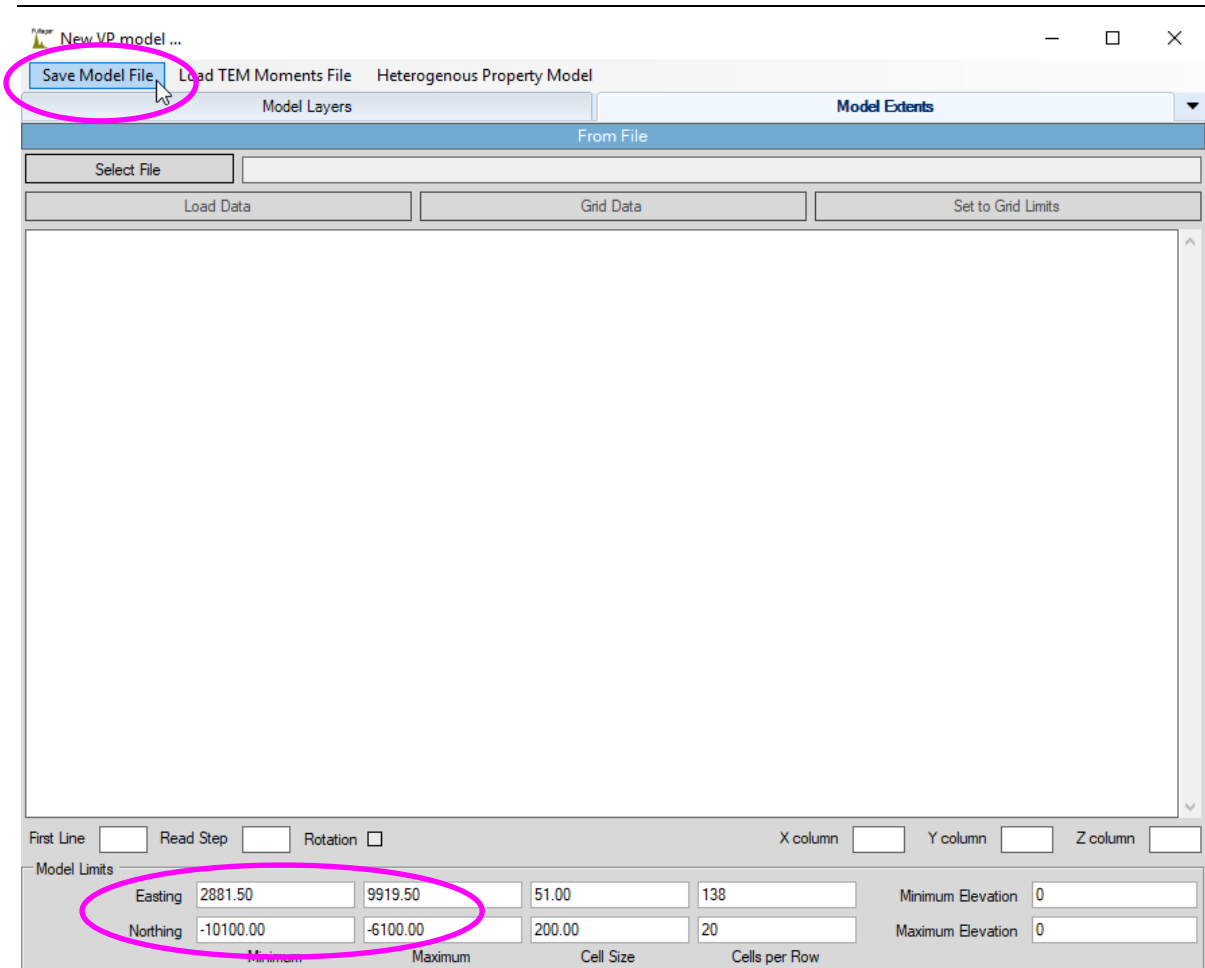 New VP model ...
Save Model File Load TEM Moments File Heterogenous Property Model
Model Layers Model Extents
From File
Select File
Load Data Grid Data Set to Grid Limits
First Line Read Step Rotation X column Y column Z column
Model Limits
Easting 2881.50 9919.50 51.00 138 Minimum Elevation 0
Northing -10100.00 -6100.00 200.00 20 Maximum Elevation 0
Minimum Maximum Cell Size Cells per Row